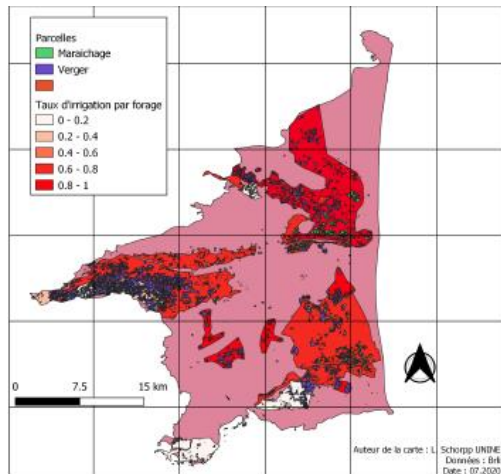 Parcelles
Maraichage
Verger
Taux d'irrigation par forage
0 - 0.2
0.2 - 0.4
0.4 - 0.6
0.6 - 0.8
0.8 - 1
0 7.5 15 km
Auteur de la carte : L. Schorpp UNINE
Données :
Date : 07.2020